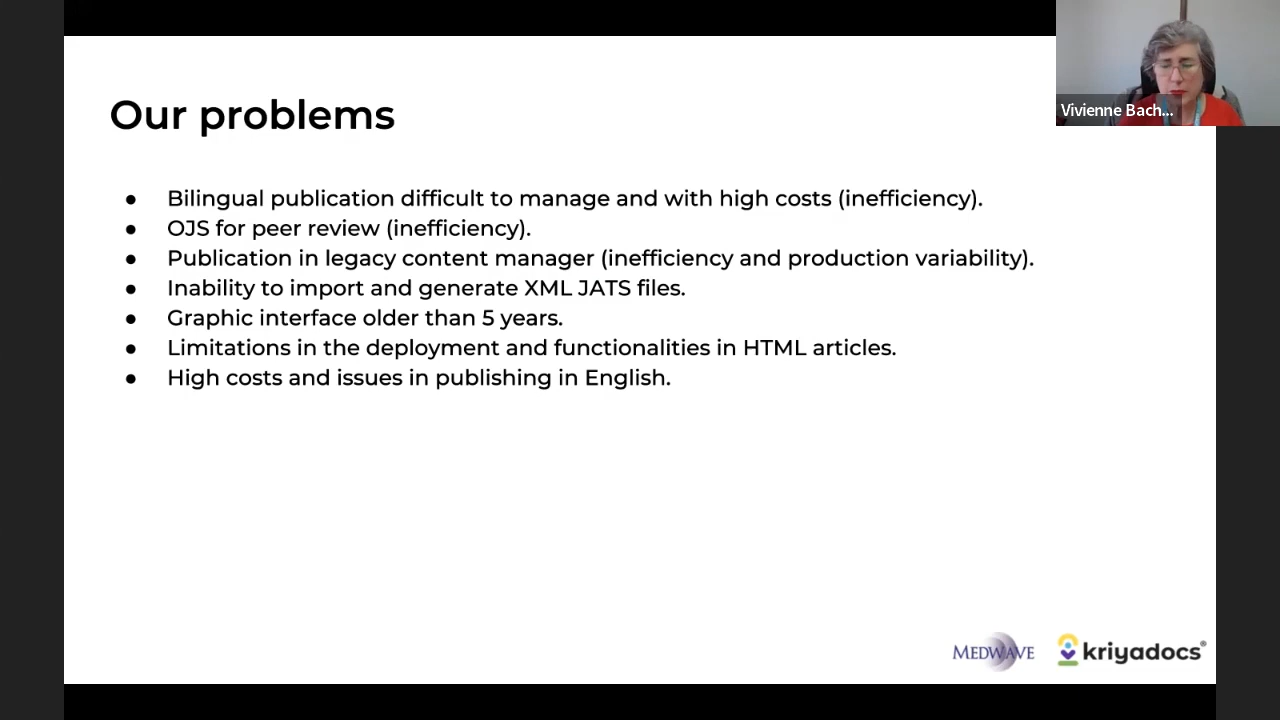 Our problems
Vivienne Bach...
● Bilingual publication difficult to manage and with high costs (inefficiency).
● OJS for peer review (inefficiency).
● Publication in legacy content manager (inefficiency and production variability).
● Inability to import and generate XML JATS files.
● Graphic interface older than 5 years.
● Limitations in the deployment and functionalities in HTML articles.
● High costs and issues in publishing in English.
MEDWAVE
kriyadocs®